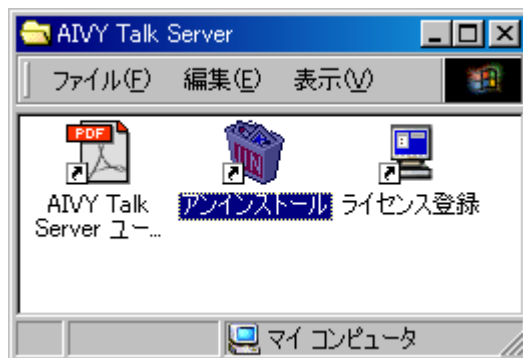 AIVY Talk Server
ファイル(F) 編集(E) 表示(V)
PDF
UN
AIVY Talk
Server ユー...
アンインストール
ライセンス登録
マイ コンピュータ